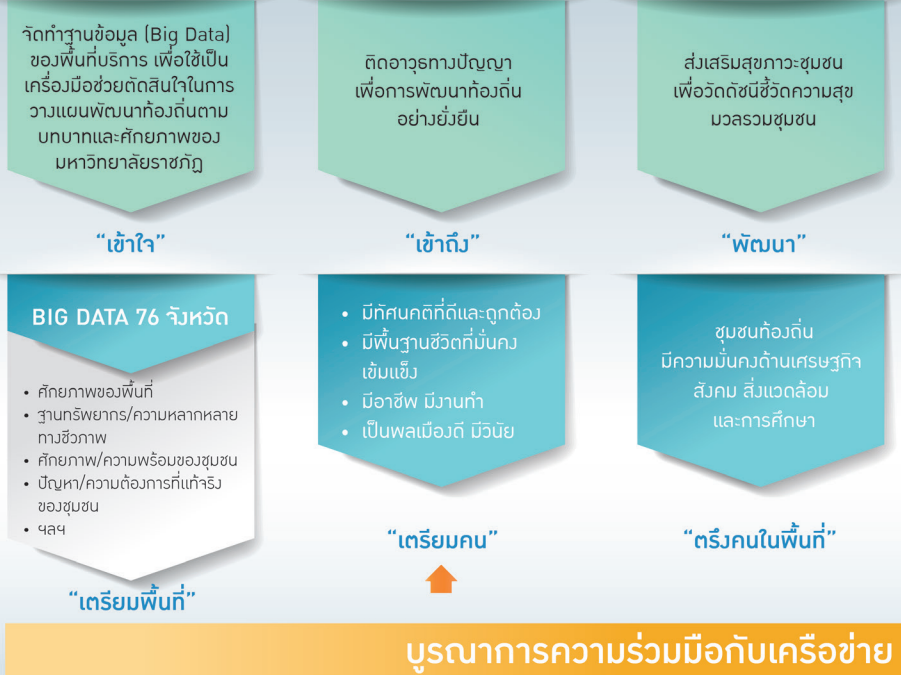 จัดทำฐานข้อมูล (Big Data)
ของพื้นที่บริการ เพื่อใช้เป็น
เครื่องมือช่วยตัดสินใจในการ
วางแผนพัฒนาท้องถิ่นตาม
บทบาทและศักยภาพของ
มหาวิทยาลัยราชภัฏ
“เข้าใจ”
ติดอาวุธทางปัญญา
เพื่อการพัฒนาท้องถิ่น
อย่างยั่งยืน
“เข้าถึง”
ส่งเสริมสุขภาวะชุมชน
เพื่อวัดดัชนีชี้วัดความสุข
มวลรวมชุมชน
“พัฒนา”
BIG DATA 76 จังหวัด
• ศักยภาพของพื้นที่
• ฐานทรัพยากร/ความหลากหลาย
ทางชีวภาพ
• ศักยภาพ/ความพร้อมของชุมชน
• ปัญหา/ความต้องการที่แท้จริง
ของชุมชน
• ฯลฯ
“เตรียมพื้นที่”
• มีทัศนคติที่ดีและถูกต้อง
• มีพื้นฐานชีวิตที่มั่นคง
เข้มแข็ง
• มีอาชีพ มีงานทำ
• เป็นพลเมืองดี มีวินัย
“เตรียมคน”
ชุมชนท้องถิ่น
มีความมั่นคงด้านเศรษฐกิจ
สังคม สิ่งแวดล้อม
และการศึกษา
“ตรึงคนในพื้นที่”
บูรณาการความร่วมมือกับเครือข่าย